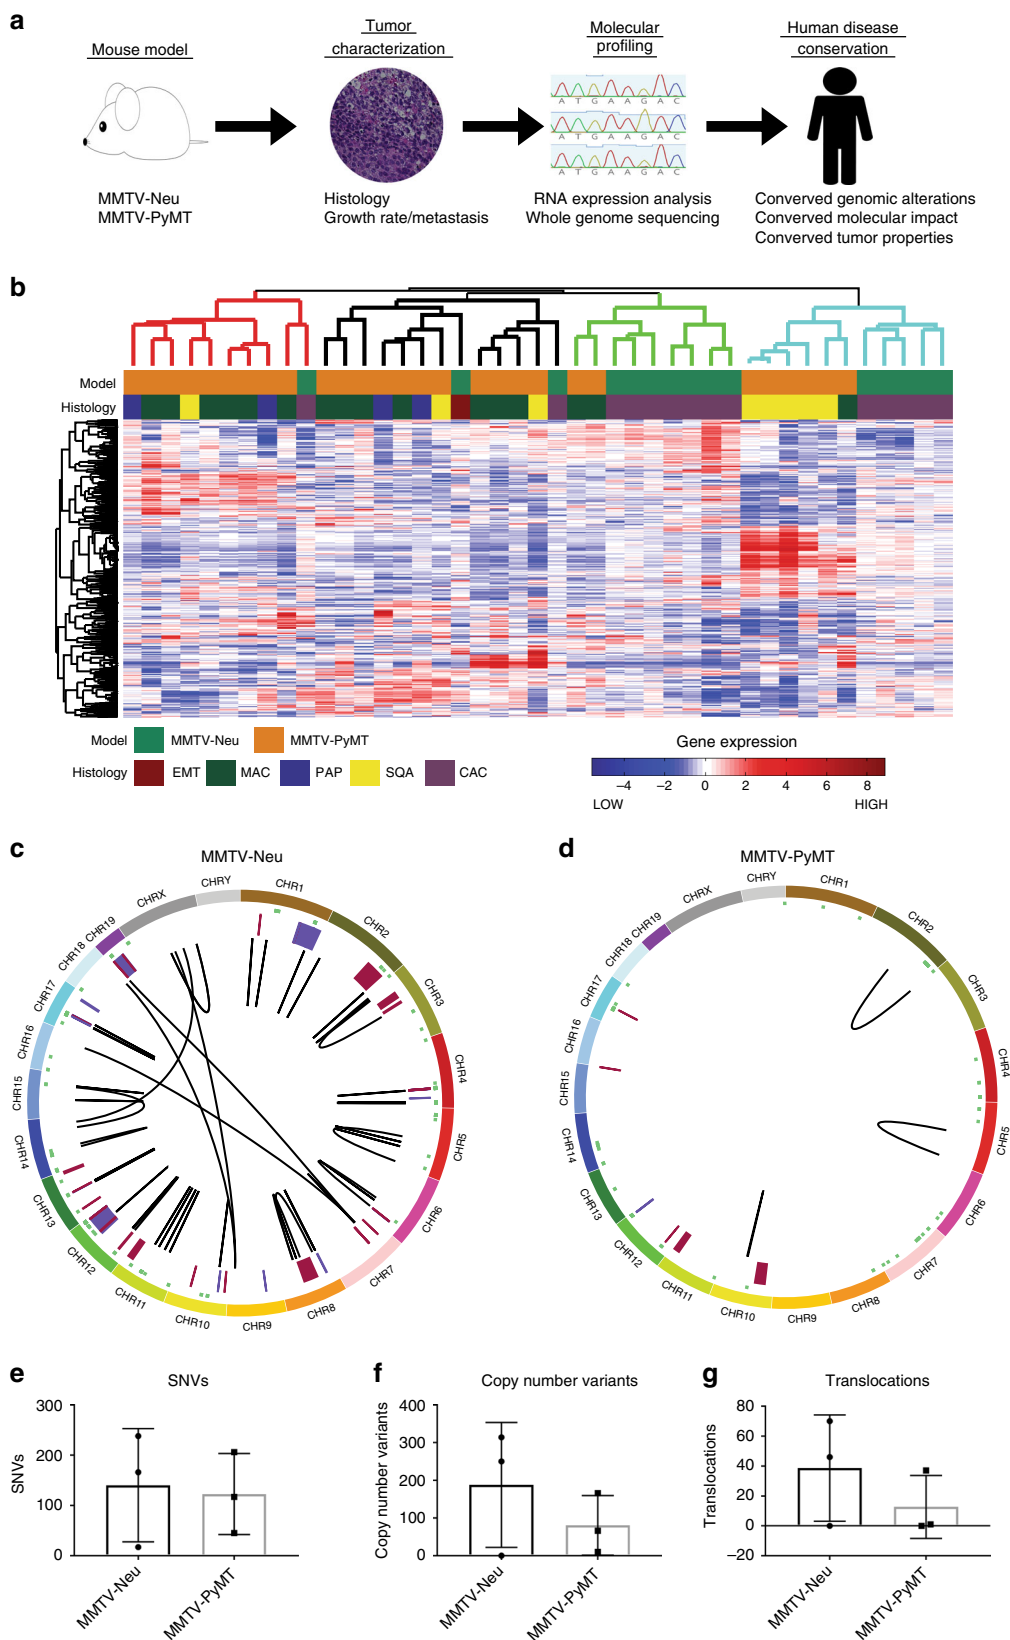 a
Mouse model
Tumor
characterization
Molecular
profiling
Human disease
conservation
A T G A A G A C
A T G A A G A C
A T G A A G A C
MMTV-Neu
MMTV-PyMT
Histology
Growth rate/metastasis
RNA expression analysis
Whole genome sequencing
Converved genomic alterations
Converved molecular impact
Converved tumor properties
b
Model
Histology
Model MMTV-Neu MMTV-PyMT
Histology EMT MAC PAP SQA CAC
Gene expression
−4 −2 0 2 4 6 8
LOW HIGH
c
MMTV-Neu
CHR1
CHR2
CHR3
CHR4
CHR5
CHR6
CHR7
CHR8
CHR9
CHR10
CHR11
CHR12
CHR13
CHR14
CHR15
CHR16
CHR17
CHR18
CHR19
CHRX
CHRY
d
MMTV-PyMT
CHR1
CHR2
CHR3
CHR4
CHR5
CHR6
CHR7
CHR8
CHR9
CHR10
CHR11
CHR12
CHR13
CHR14
CHR15
CHR16
CHR17
CHR18
CHR19
CHRX
CHRY
e
SNVs
300
200
100
0
SNVs
MMTV-Neu
MMTV-PyMT
f
Copy number variants
400
300
200
100
0
Copy number variants
MMTV-Neu
MMTV-PyMT
g
Translocations
80
60
40
20
0
−20
Translocations
MMTV-Neu
MMTV-PyMT